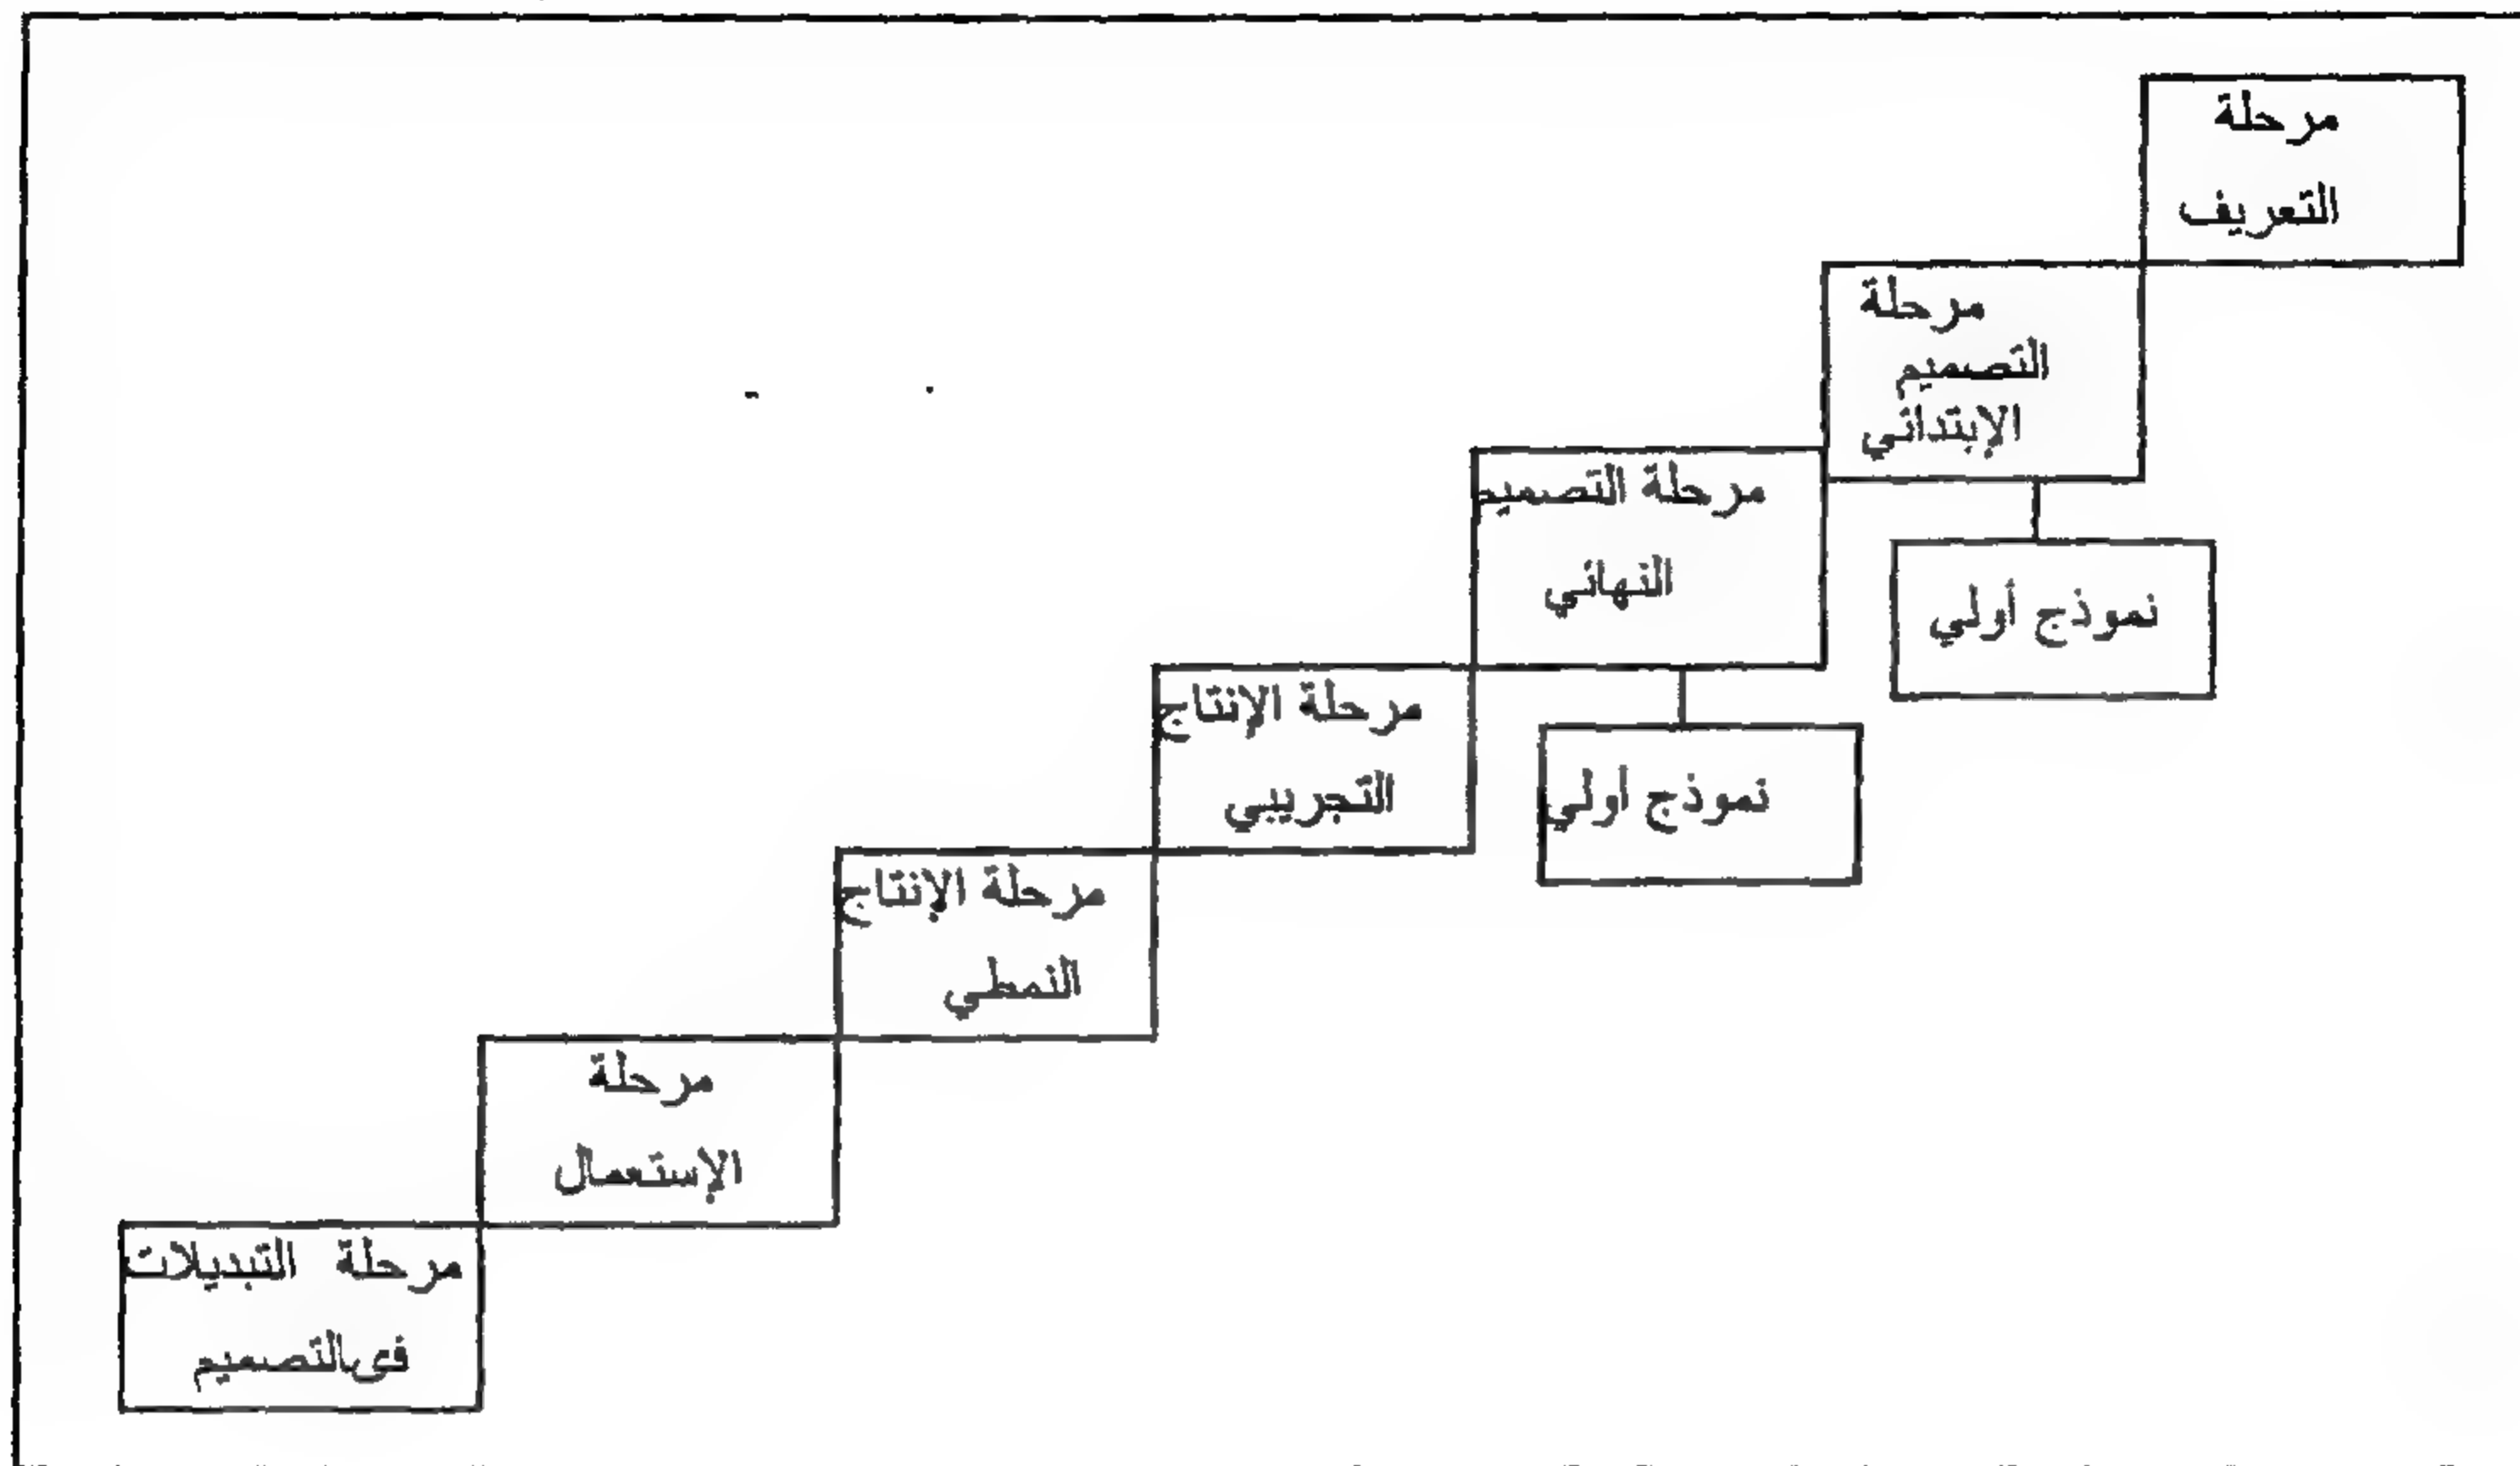 مرحلة
التعريف
مرحلة
التصميم
الإبتدائي
نموذج أولي
مرحلة التصميم
النهائي
نموذج اولي
مرحلة الإنتاج
التجريبي
مرحلة الإنتاج
النمطي
مرحلة
الإستعمال
مرحلة التبديلات
في التصميم